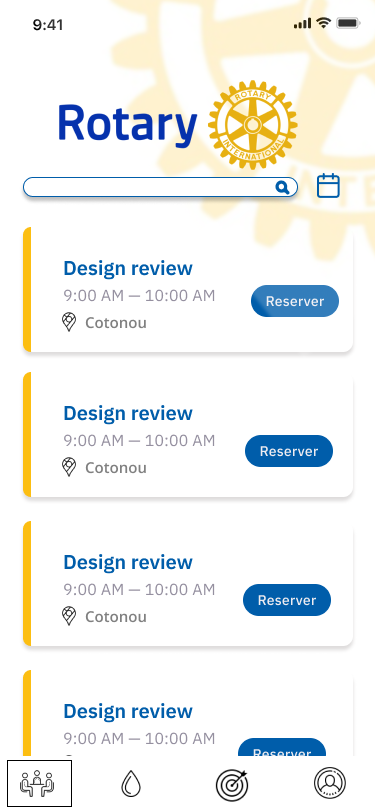 9:41
Rotary
ROTARY
INTERNATIONAL
Design review
9:00 AM — 10:00 AM
Reserver
Cotonou
Design review
9:00 AM — 10:00 AM
Reserver
Cotonou
Design review
9:00 AM — 10:00 AM
Reserver
Cotonou
Design review
9:00 AM — 10:00 AM
Reserver